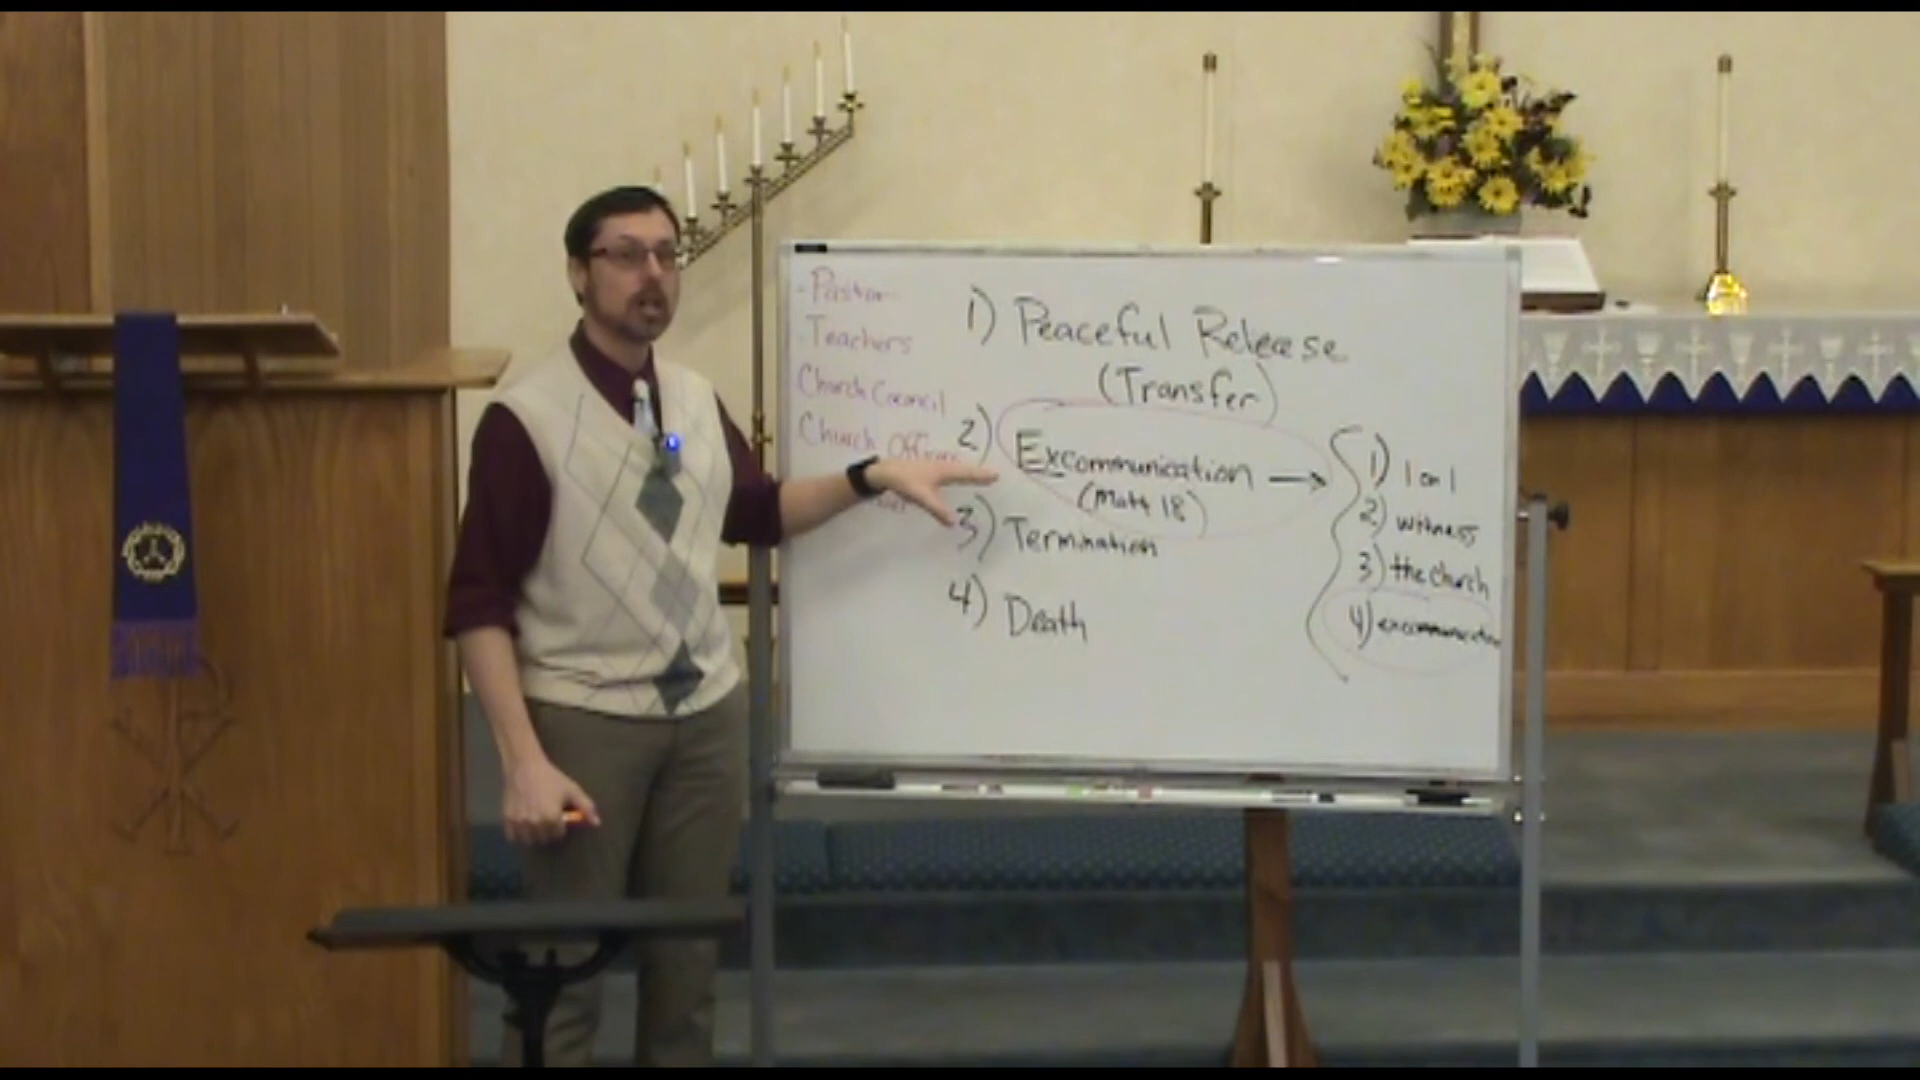 - Pastor
- Teachers
Church Council
Church
1) Peaceful Release
(Transfer)
2) Excommunication →
(Matt 18)
3) Termination
4) Death
1) 1 on 1
2) witness
3) the church
4) excommunication